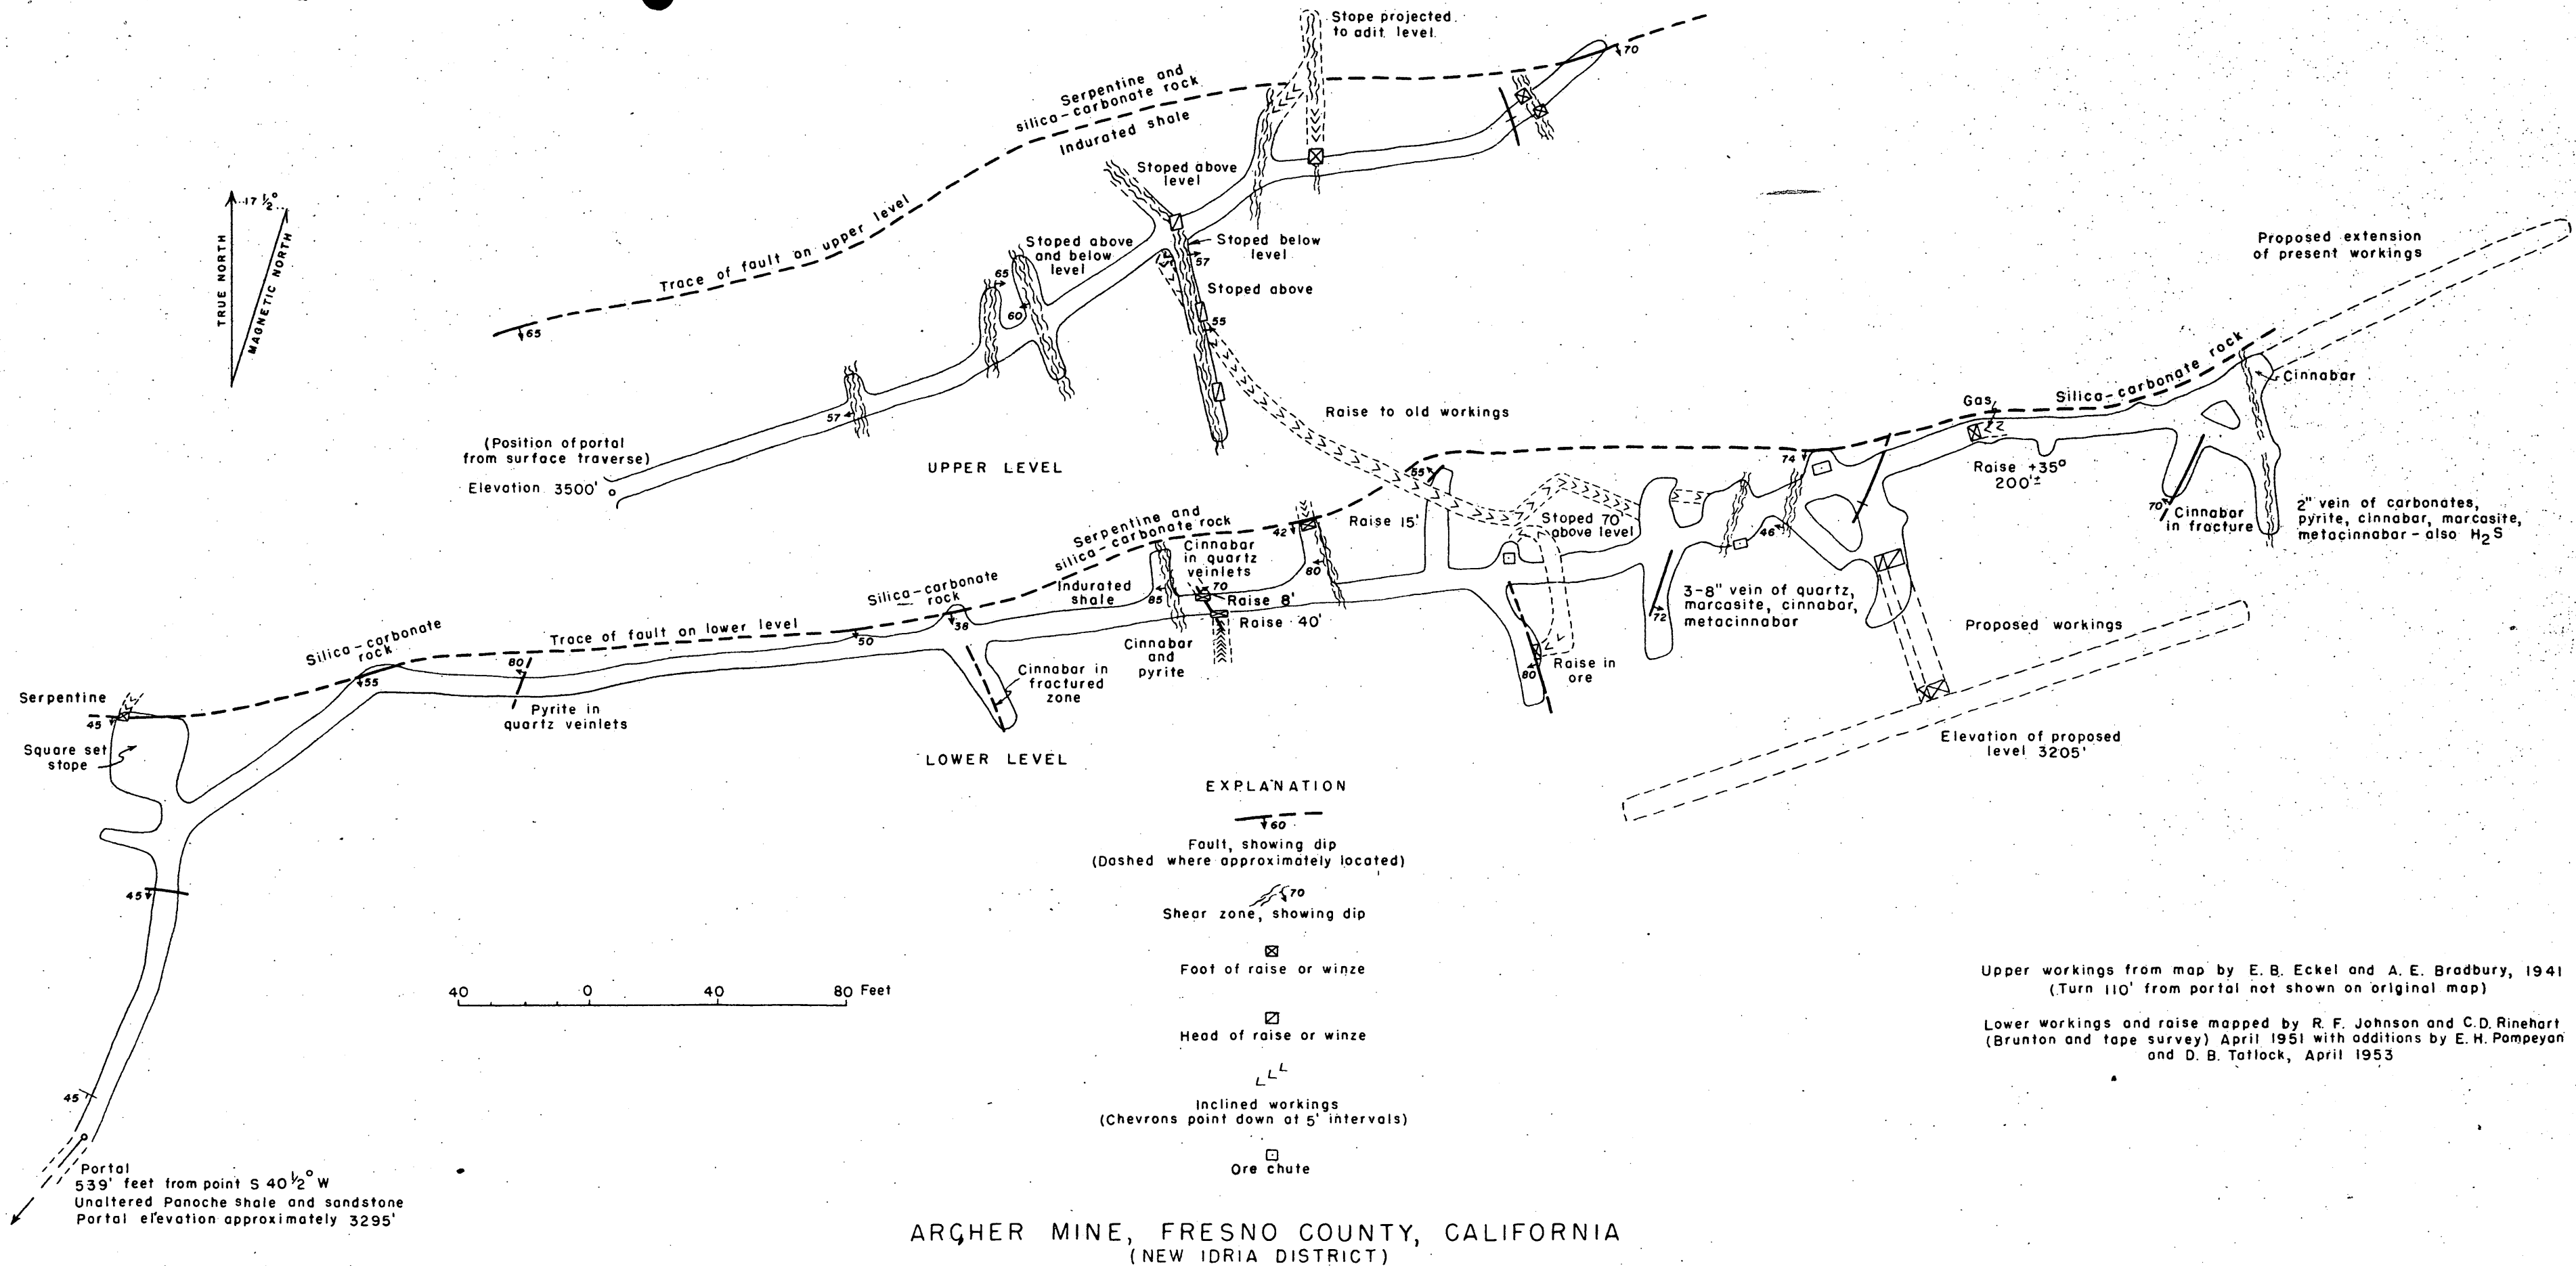 Stope projected
to adit level.
70
Serpentine and
silica-carbonate rock
Indurated shale
Stoped above
level
17 1/2°
TRUE NORTH
MAGNETIC NORTH
Trace of fault on upper level
65
Stoped above
and below
level
65
60
Stoped below
level
57
Stoped above
55
57
(Position of portal
from surface traverse)
Elevation 3500'
UPPER LEVEL
Raise to old workings
Proposed extension
of present workings
Silica-carbonate rock
Cinnabar
Gas
Raise +35°
200'±
70
Cinnabar
in fracture
2" vein of carbonates,
pyrite, cinnabar, marcasite,
metacinnabar - also H2S
74
46
55
Stoped 70'
above level
Raise 15'
42
80
Serpentine and
silica-carbonate rock
Cinnabar
in quartz
veinlets
70
Raise 8'
Raise 40'
85
Indurated
shale
Cinnabar
and
pyrite
Silica-carbonate
rock
38
50
Trace of fault on lower level
Silica-carbonate
rock
55
80
Pyrite in
quartz veinlets
Cinnabar in
fractured
zone
3-8" vein of quartz,
marcasite, cinnabar,
metacinnabar
72
80
Raise in
ore
Proposed workings
Elevation of proposed
level 3205'
Serpentine
45
Square set
stope
45
45
LOWER LEVEL
EXPLANATION
60
Fault, showing dip
(Dashed where approximately located)
70
Shear zone, showing dip
Foot of raise or winze
Head of raise or winze
Inclined workings
(Chevrons point down at 5' intervals)
Ore chute
40 0 40 80 Feet
Upper workings from map by E. B. Eckel and A. E. Bradbury, 1941
(Turn 110' from portal not shown on original map)
Lower workings and raise mapped by R. F. Johnson and C.D. Rinehart
(Brunton and tape survey) April 1951 with additions by E. H. Pampeyan
and D. B. Tatlock, April 1953
Portal
539' feet from point S 40 1/2° W
Unaltered Panoche shale and sandstone
Portal elevation approximately 3295'
ARCHER MINE, FRESNO COUNTY, CALIFORNIA
(NEW IDRIA DISTRICT)